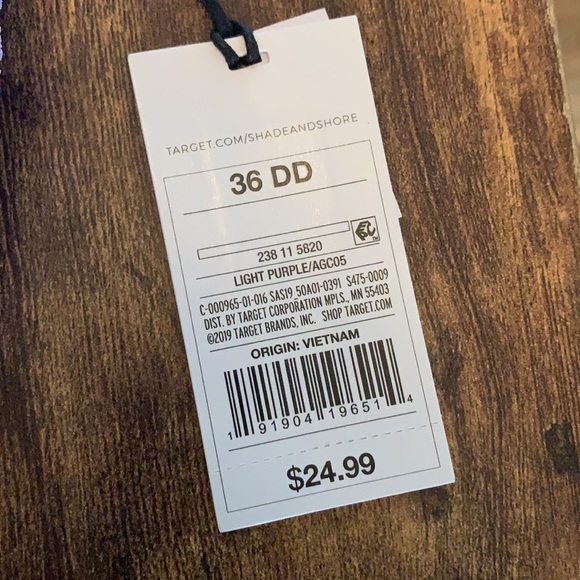 TARGET.COM/SHADEANDSHORE
36 DD
238 11 5820
LIGHT PURPLE/AGC05
C-000965-01-016 SAS19 50A01-0391 S475-0009
DIST. BY TARGET CORPORATION MPLS., MN 55403
©2019 TARGET BRANDS, INC. SHOP TARGET.COM
ORIGIN: VIETNAM
1 91904 19651 4
$24.99